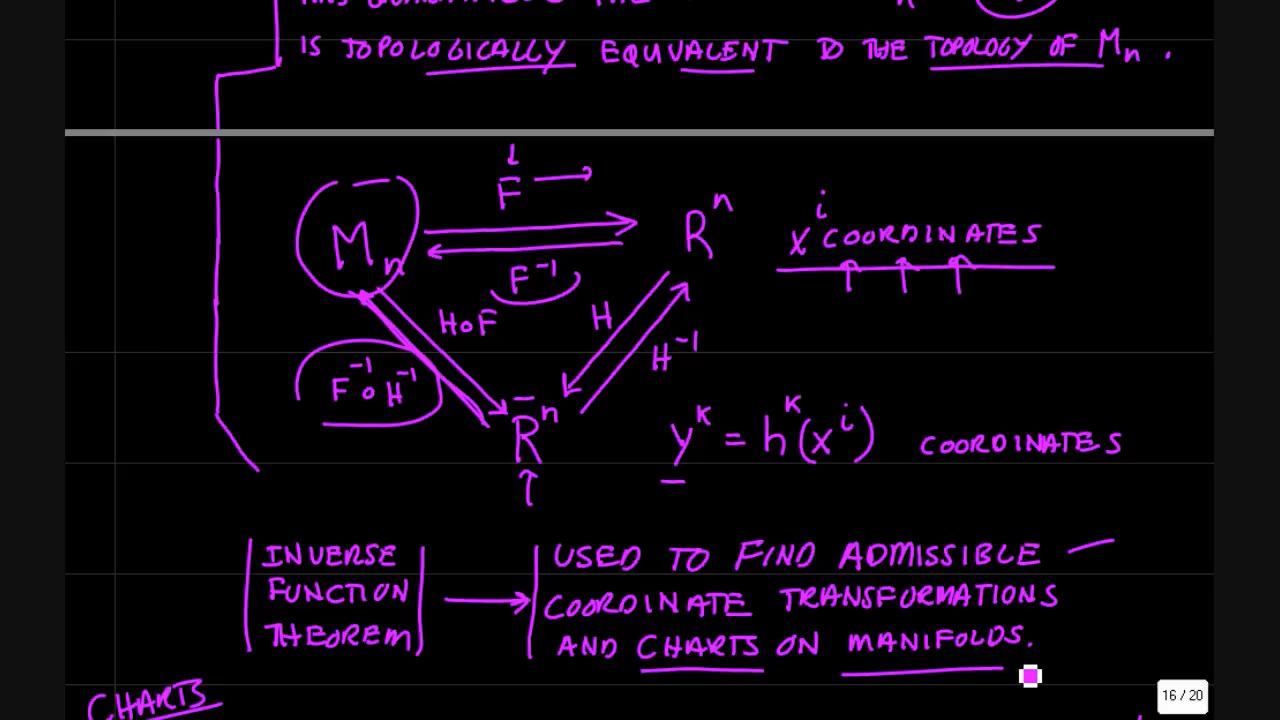 IS TOPOLOGICALLY EQUIVALENT TO THE TOPOLOGY OF Mn .
F
Mn
R^n
x^i COORDINATES
F^-1
H∘F
H
H^-1
F^-1 ∘ H^-1
R̄^n
y^k = h^k(x^i) COORDINATES
INVERSE FUNCTION THEOREM
USED TO FIND ADMISSIBLE
COORDINATE TRANSFORMATIONS
AND CHARTS ON MANIFOLDS.
CHARTS
16 / 20